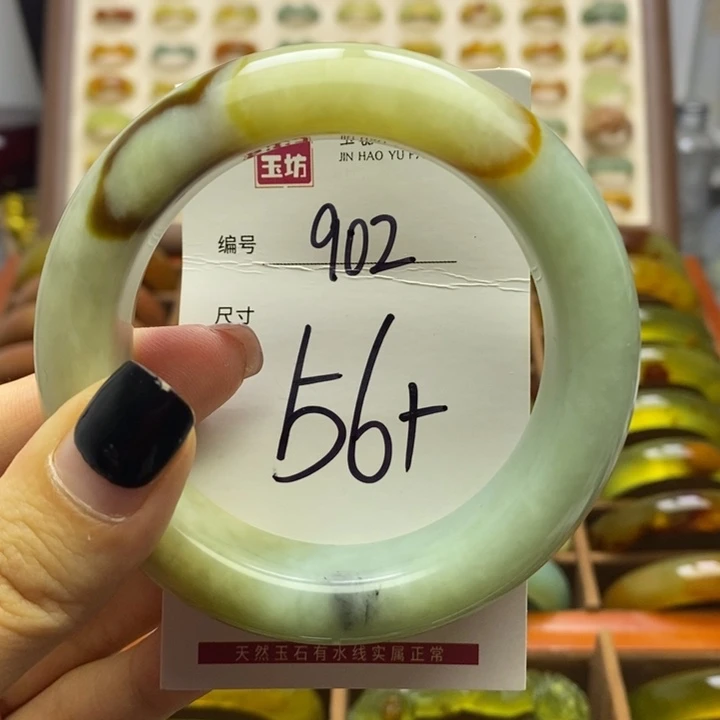 玉坊
JIN HAO YU
编号 902
尺寸
56+
天然玉石有水线实属正常